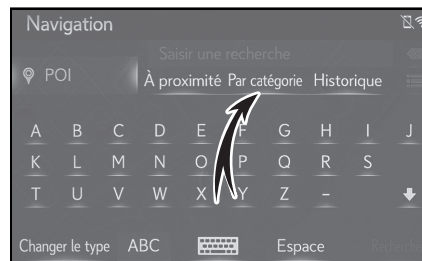 Navigation
Saisir une recherche
POI
À proximité Par catégorie Historique
A B C D E F G H I J
K L M N O P Q R S
T U V W X Y Z -
Changer le type ABC Espace